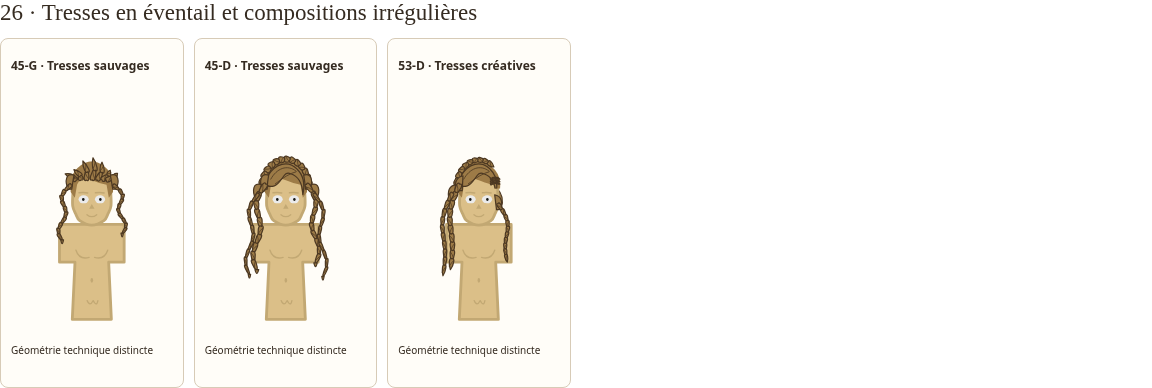 26 · Tresses en éventail et compositions irrégulières
45-G · Tresses sauvages
45-D · Tresses sauvages
53-D · Tresses créatives
Géométrie technique distincte
Géométrie technique distincte
Géométrie technique distincte